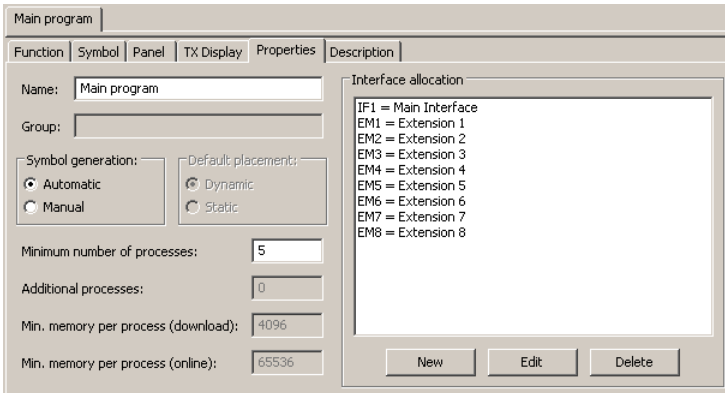 Main program
Function Symbol Panel TX Display Properties Description
Name: Main program
Group:
Symbol generation:
Automatic
Manual
Default placement:
Dynamic
Static
Minimum number of processes: 5
Additional processes: 0
Min. memory per process (download): 4096
Min. memory per process (online): 65536
Interface allocation
IF1 = Main Interface
EM1 = Extension 1
EM2 = Extension 2
EM3 = Extension 3
EM4 = Extension 4
EM5 = Extension 5
EM6 = Extension 6
EM7 = Extension 7
EM8 = Extension 8
New Edit Delete